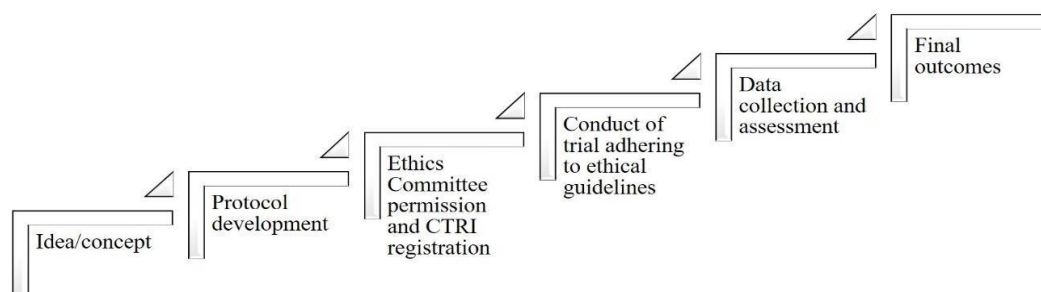 Idea/concept
Protocol
development
Ethics
Committee
permission
and CTRI
registration
Conduct of
trial adhering
to ethical
guidelines
Data
collection and
assessment
Final
outcomes